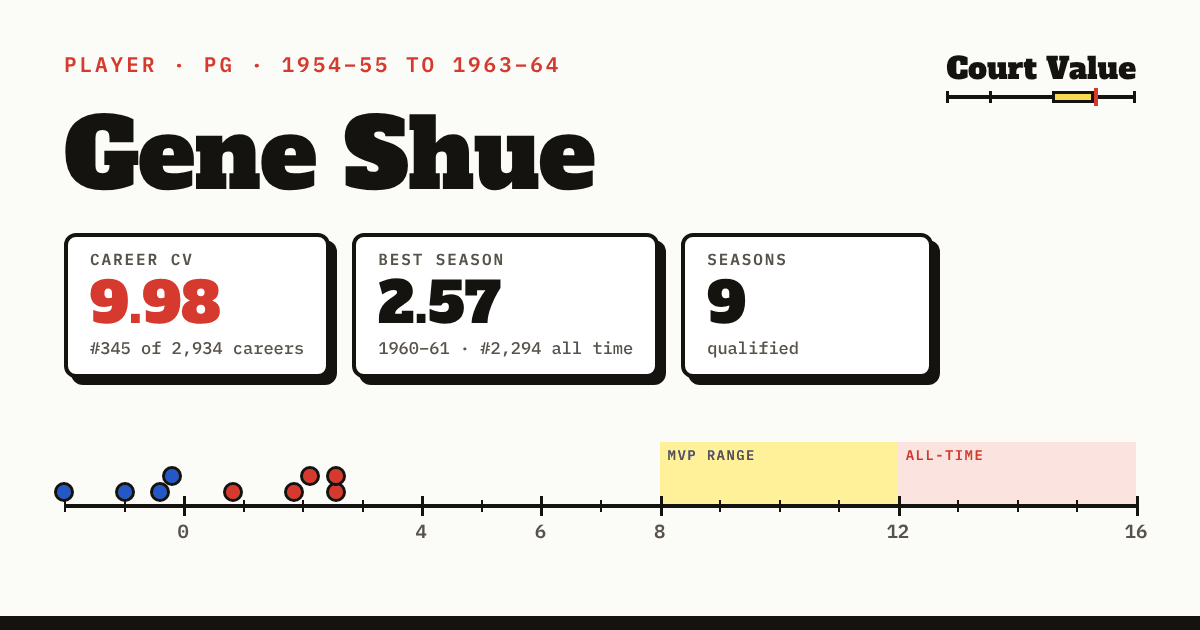 PLAYER · PG · 1954–55 TO 1963–64
Court Value
Gene Shue
CAREER CV
9.98
#345 of 2,934 careers
BEST SEASON
2.57
1960–61 · #2,294 all time
SEASONS
9
qualified
MVP RANGE
ALL-TIME
0 4 6 8 12 16